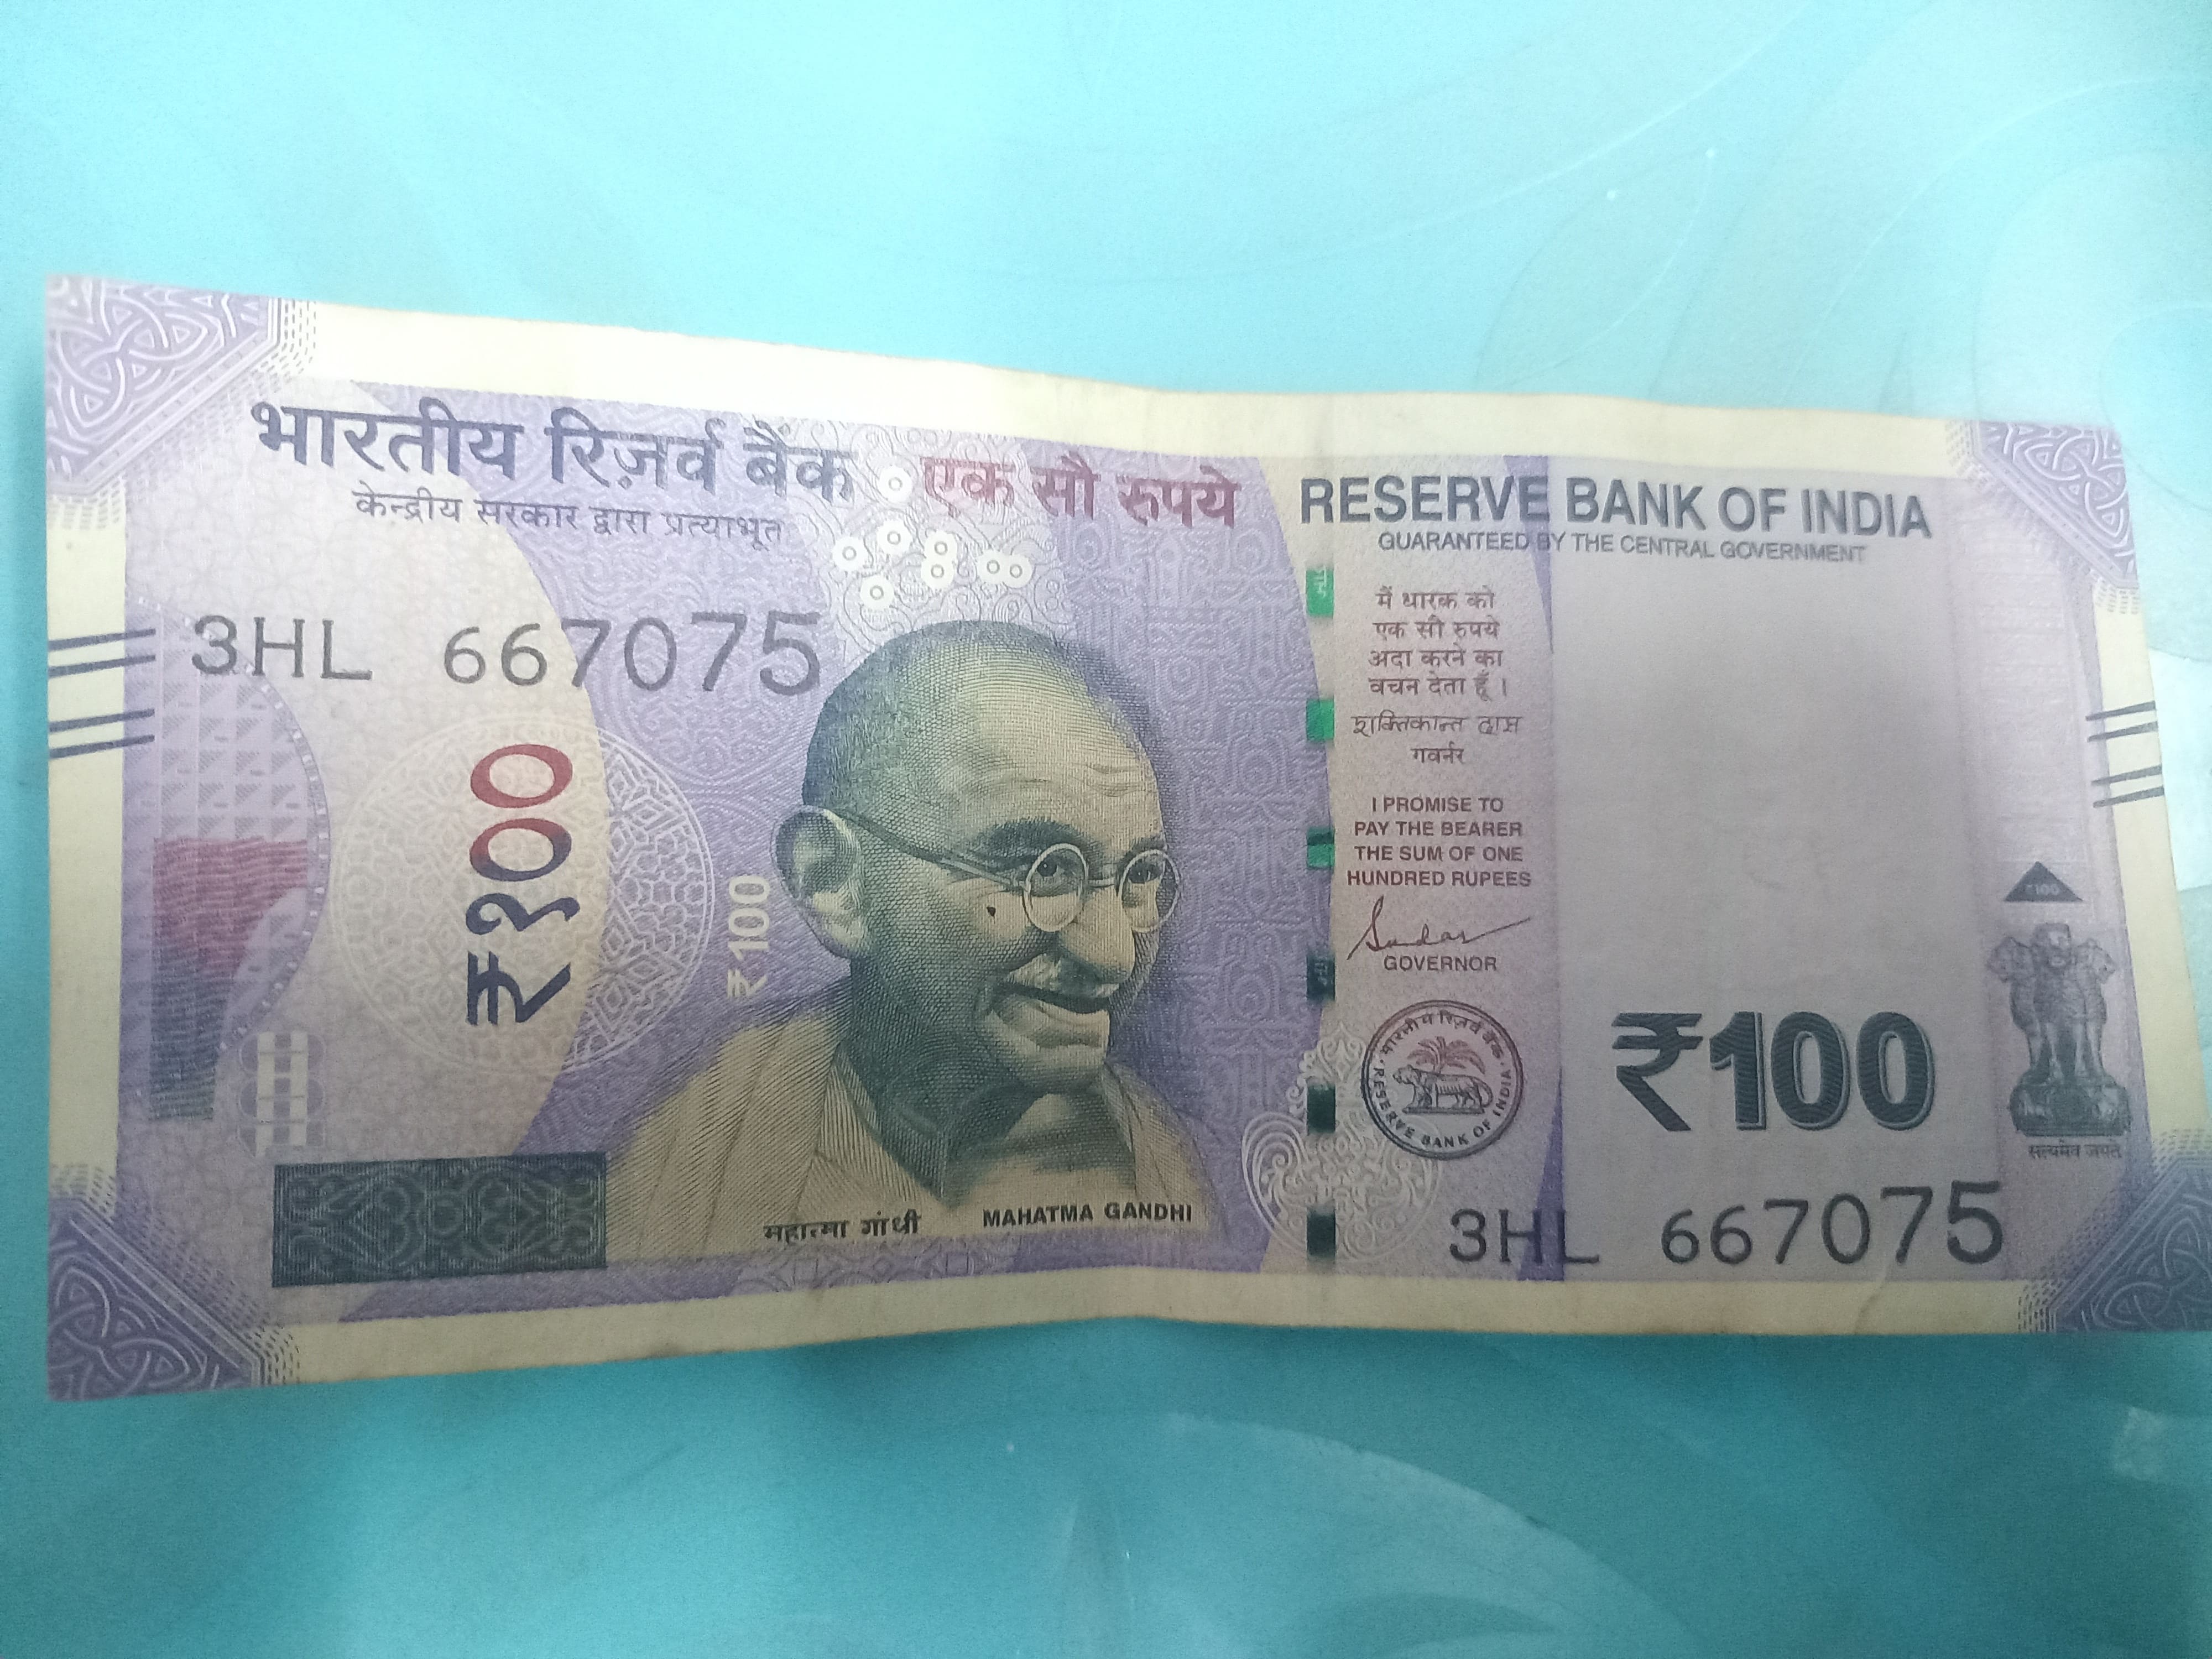 भारतीय रिज़र्व बैंक
केन्द्रीय सरकार द्वारा प्रत्याभूत
एक सौ रुपये
RESERVE BANK OF INDIA
GUARANTEED BY THE CENTRAL GOVERNMENT
3HL 667075
₹१००
₹100
मैं धारक को
एक सौ रुपये
अदा करने का
वचन देता हूँ।
शक्तिकान्त दास
गवर्नर
I PROMISE TO
PAY THE BEARER
THE SUM OF ONE
HUNDRED RUPEES
GOVERNOR
भारतीय रिज़र्व बैंक
RESERVE BANK OF INDIA
₹100
₹100
सत्यमेव जयते
महात्मा गांधी
MAHATMA GANDHI
3HL 667075